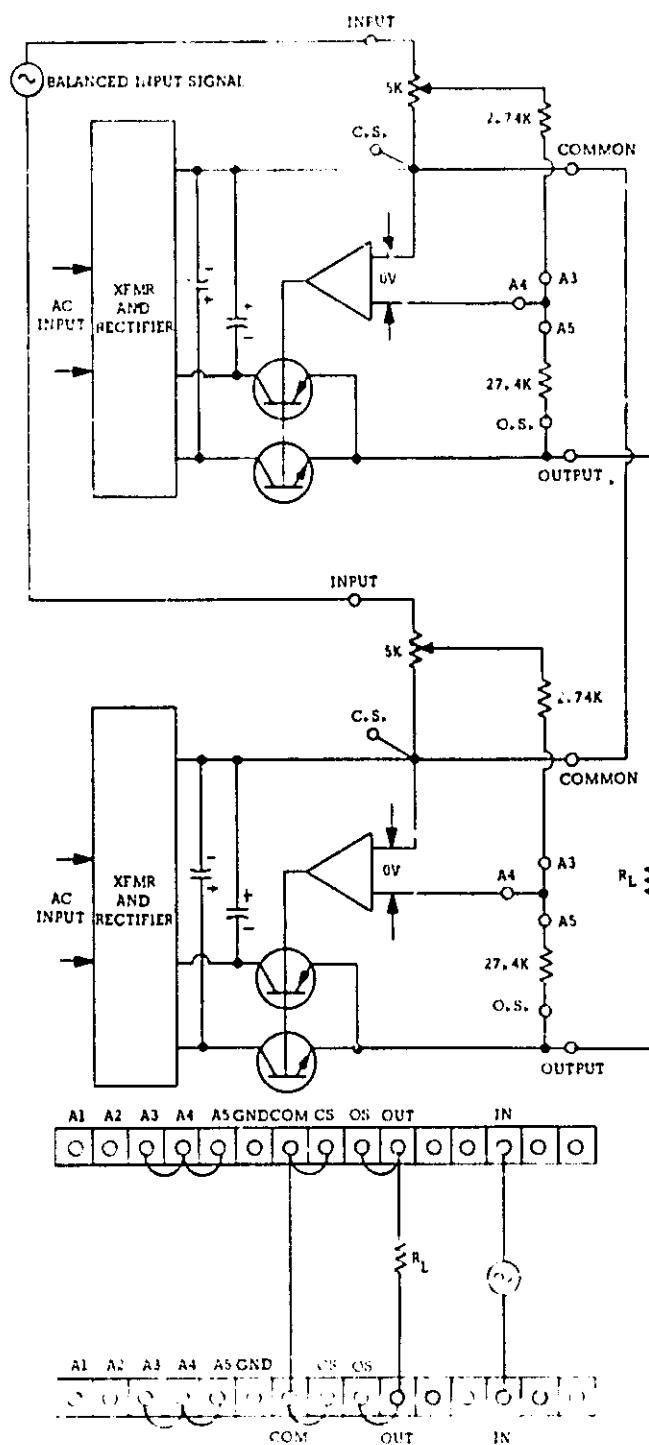 INPUT
BALANCED INPUT SIGNAL
5K
2.74K
C.S.
COMMON
XFMR
AND
RECTIFIER
AC
INPUT
0V
A4
A3
A5
27.4K
O.S.
OUTPUT
INPUT
5K
2.74K
C.S.
COMMON
XFMR
AND
RECTIFIER
AC
INPUT
0V
A4
A3
RL
A5
27.4K
O.S.
OUTPUT
A1 A2 A3 A4 A5 GND COM CS OS OUT IN
RL
A1 A2 A3 A4 A5 GND CS OS
COM OUT IN